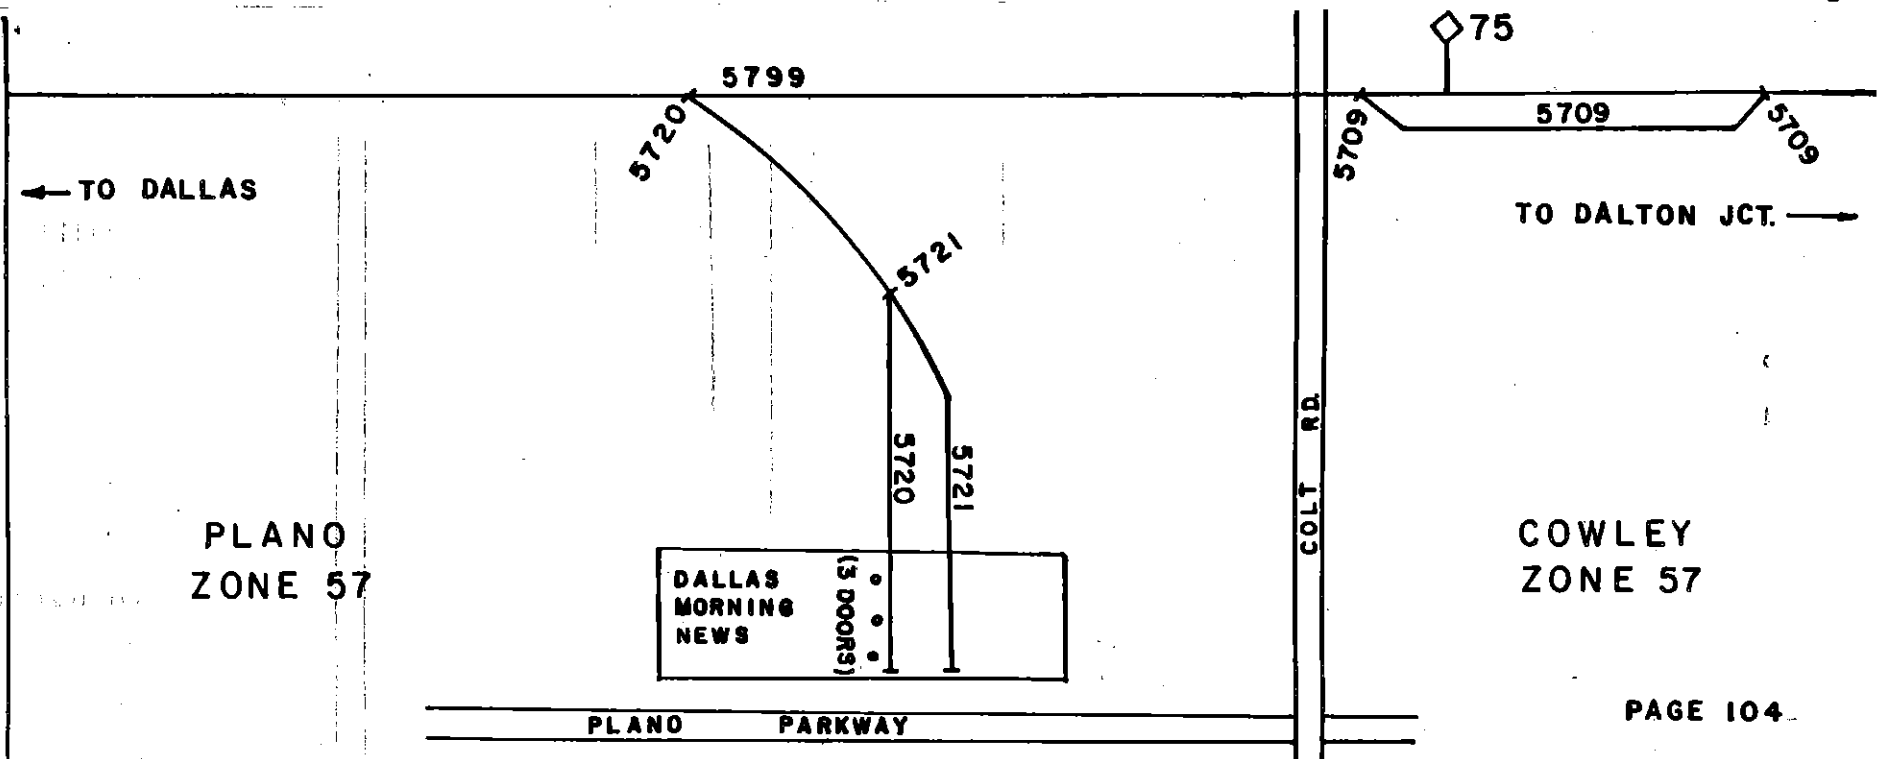 75
5799
5720
5709
5709
5709
TO DALLAS
TO DALTON JCT.
5721
5720
5721
COLT RD.
PLANO
ZONE 57
COWLEY
ZONE 57
DALLAS
MORNING
NEWS
(3 DOORS)
PLANO PARKWAY
PAGE 104